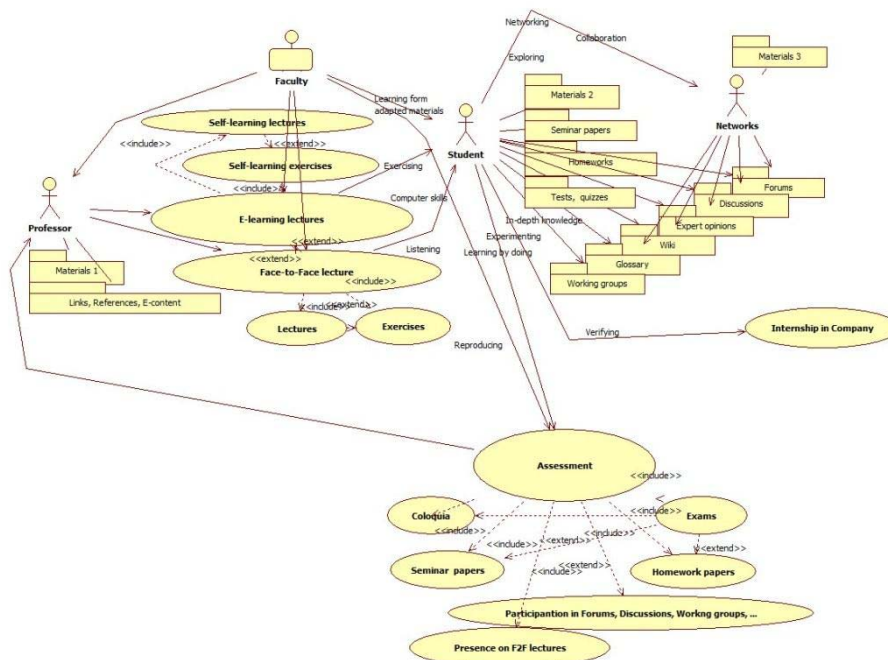 Networking
Collaboration
Exploring
Materials 3
Faculty
Learning form
adapted materials
Materials 2
Networks
Self-learning lectures
<<include>>
<<extend>>
Student
Seminar papers
Self-learning exercises
Exercising
Homeworks
Forums
<<include>>
Computer skills
Tests, quizzes
Discussions
E-learning lectures
In-depth knowledge
Expert opinions
Professor
Experimenting
<<extend>>
Listening
Learning by doing
Wiki
<<extend>>
Glossary
Face-to-Face lecture
Materials 1
<<include>>
Working groups
Links, References, E-content
<<include>>
<<extend>>
Lectures
Exercises
Internship in Company
Verifying
Reproducing
Assessment
<<include>>
<<include>>
Coloquia
Exams
<<include>>
<<include>>
<<extend>>
<<extend>>
Seminar papers
Homework papers
<<include>>
<<extend>>
Participantion in Forums, Discussions, Workng groups, ...
Presence on F2F lectures